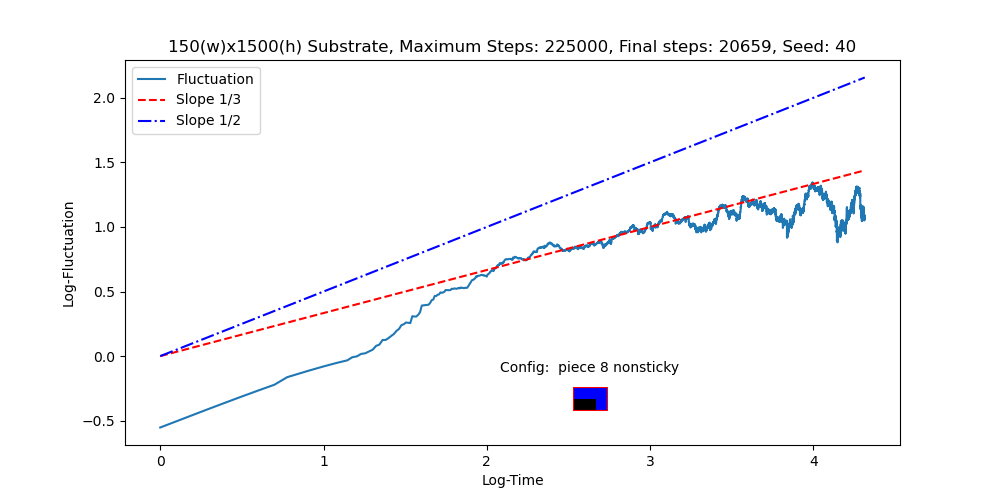 150(w)x1500(h) Substrate, Maximum Steps: 225000, Final steps: 20659, Seed: 40
Fluctuation
Slope 1/3
Slope 1/2
2.0
1.5
1.0
0.5
0.0
−0.5
Log-Fluctuation
Config:  piece 8 nonsticky
0 1 2 3 4
Log-Time